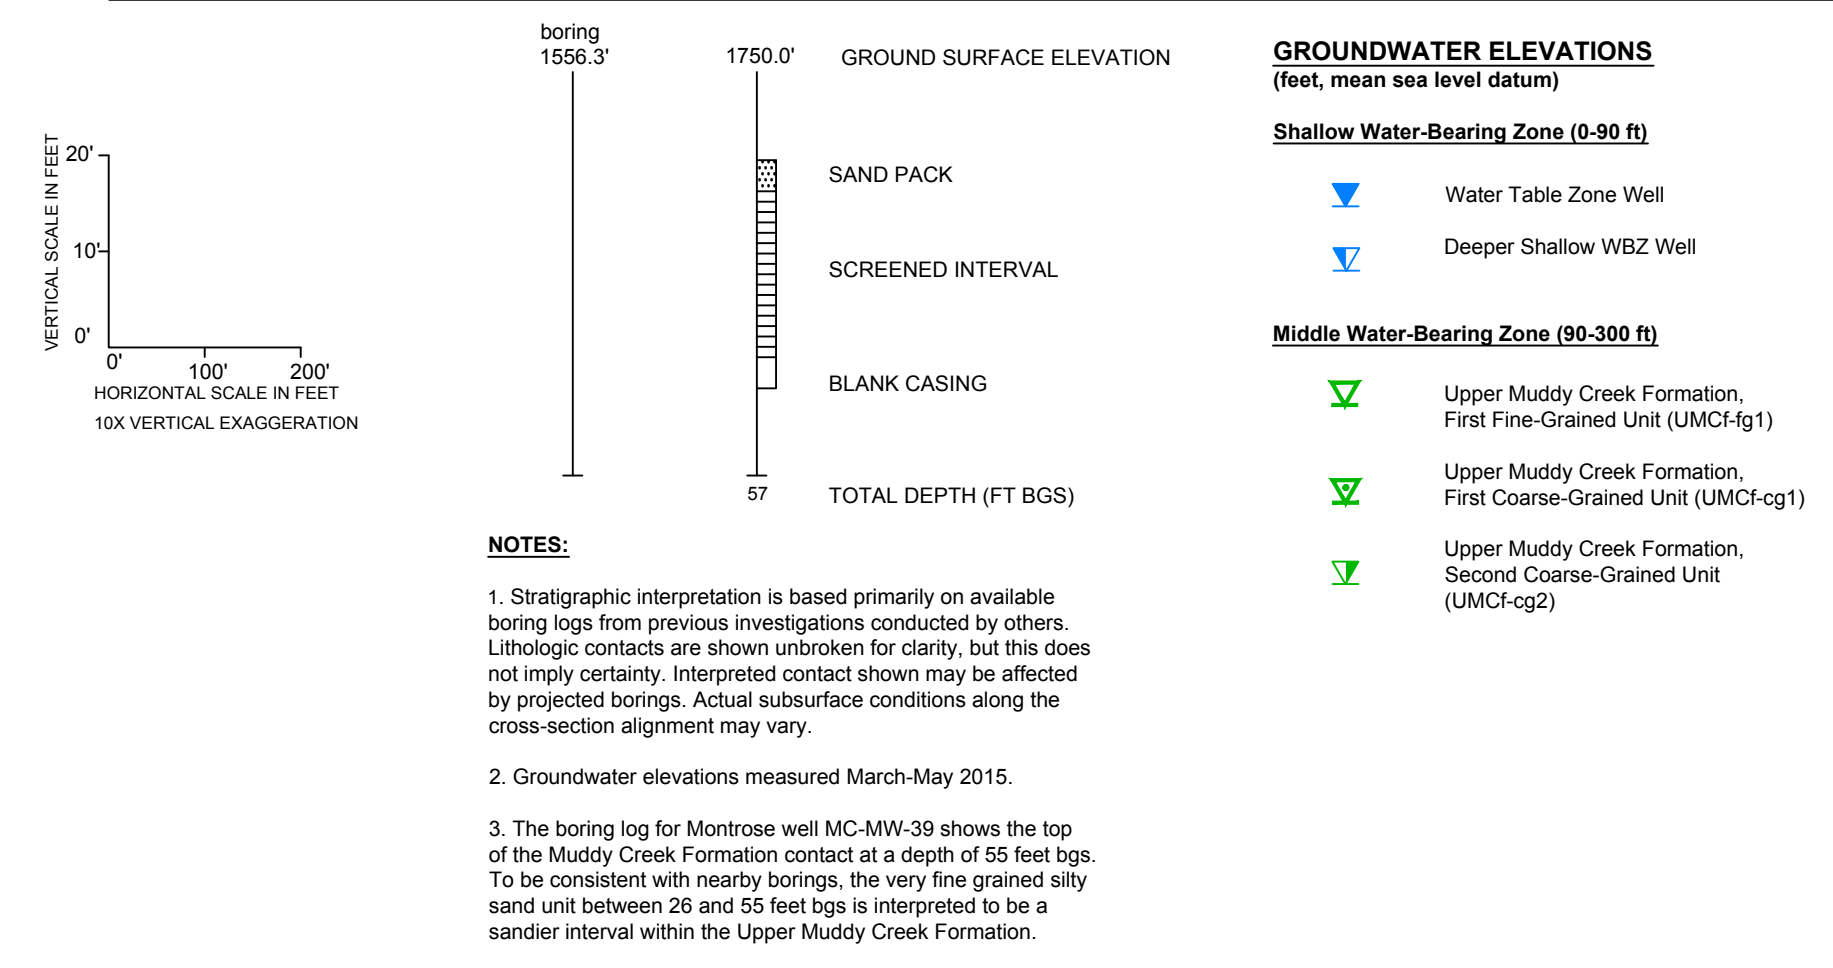 VERTICAL SCALE IN FEET
20'
10'
0'
0'
100'
200'
HORIZONTAL SCALE IN FEET
10X VERTICAL EXAGGERATION
boring
1556.3'
1750.0'
GROUND SURFACE ELEVATION
SAND PACK
SCREENED INTERVAL
BLANK CASING
57
TOTAL DEPTH (FT BGS)
NOTES:
1. Stratigraphic interpretation is based primarily on available
boring logs from previous investigations conducted by others.
Lithologic contacts are shown unbroken for clarity, but this does
not imply certainty. Interpreted contact shown may be affected
by projected borings. Actual subsurface conditions along the
cross-section alignment may vary.
2. Groundwater elevations measured March-May 2015.
3. The boring log for Montrose well MC-MW-39 shows the top
of the Muddy Creek Formation contact at a depth of 55 feet bgs.
To be consistent with nearby borings, the very fine grained silty
sand unit between 26 and 55 feet bgs is interpreted to be a
sandier interval within the Upper Muddy Creek Formation.
GROUNDWATER ELEVATIONS
(feet, mean sea level datum)
Shallow Water-Bearing Zone (0-90 ft)
Water Table Zone Well
Deeper Shallow WBZ Well
Middle Water-Bearing Zone (90-300 ft)
Upper Muddy Creek Formation,
First Fine-Grained Unit (UMCf-fg1)
Upper Muddy Creek Formation,
First Coarse-Grained Unit (UMCf-cg1)
Upper Muddy Creek Formation,
Second Coarse-Grained Unit
(UMCf-cg2)